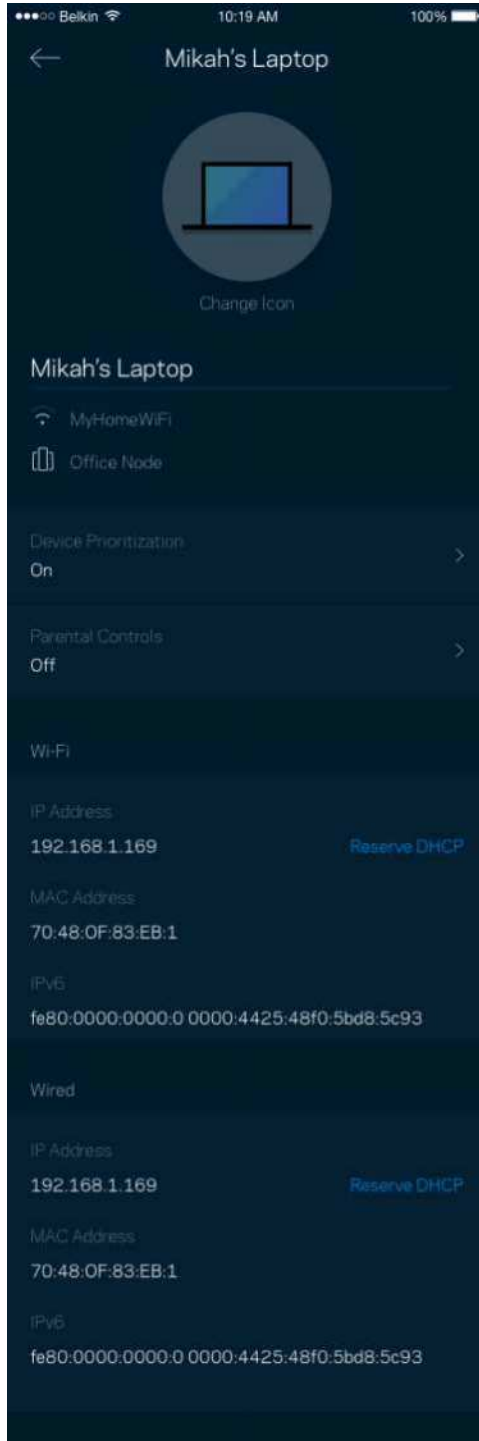 Belkin 10:19 AM 100%
Mikah's Laptop
Change Icon
Mikah's Laptop
MyHomeWiFi
Office Node
Device Prioritization
On
Parental Controls
Off
Wi-Fi
IP Address
192.168.1.169 Reserve DHCP
MAC Address
70:48:0F:83:EB:1
IPv6
fe80:0000:0000:0 0000:4425:48f0:5bd8:5c93
Wired
IP Address
192.168.1.169 Reserve DHCP
MAC Address
70:48:0F:83:EB:1
IPv6
fe80:0000:0000:0 0000:4425:48f0:5bd8:5c93